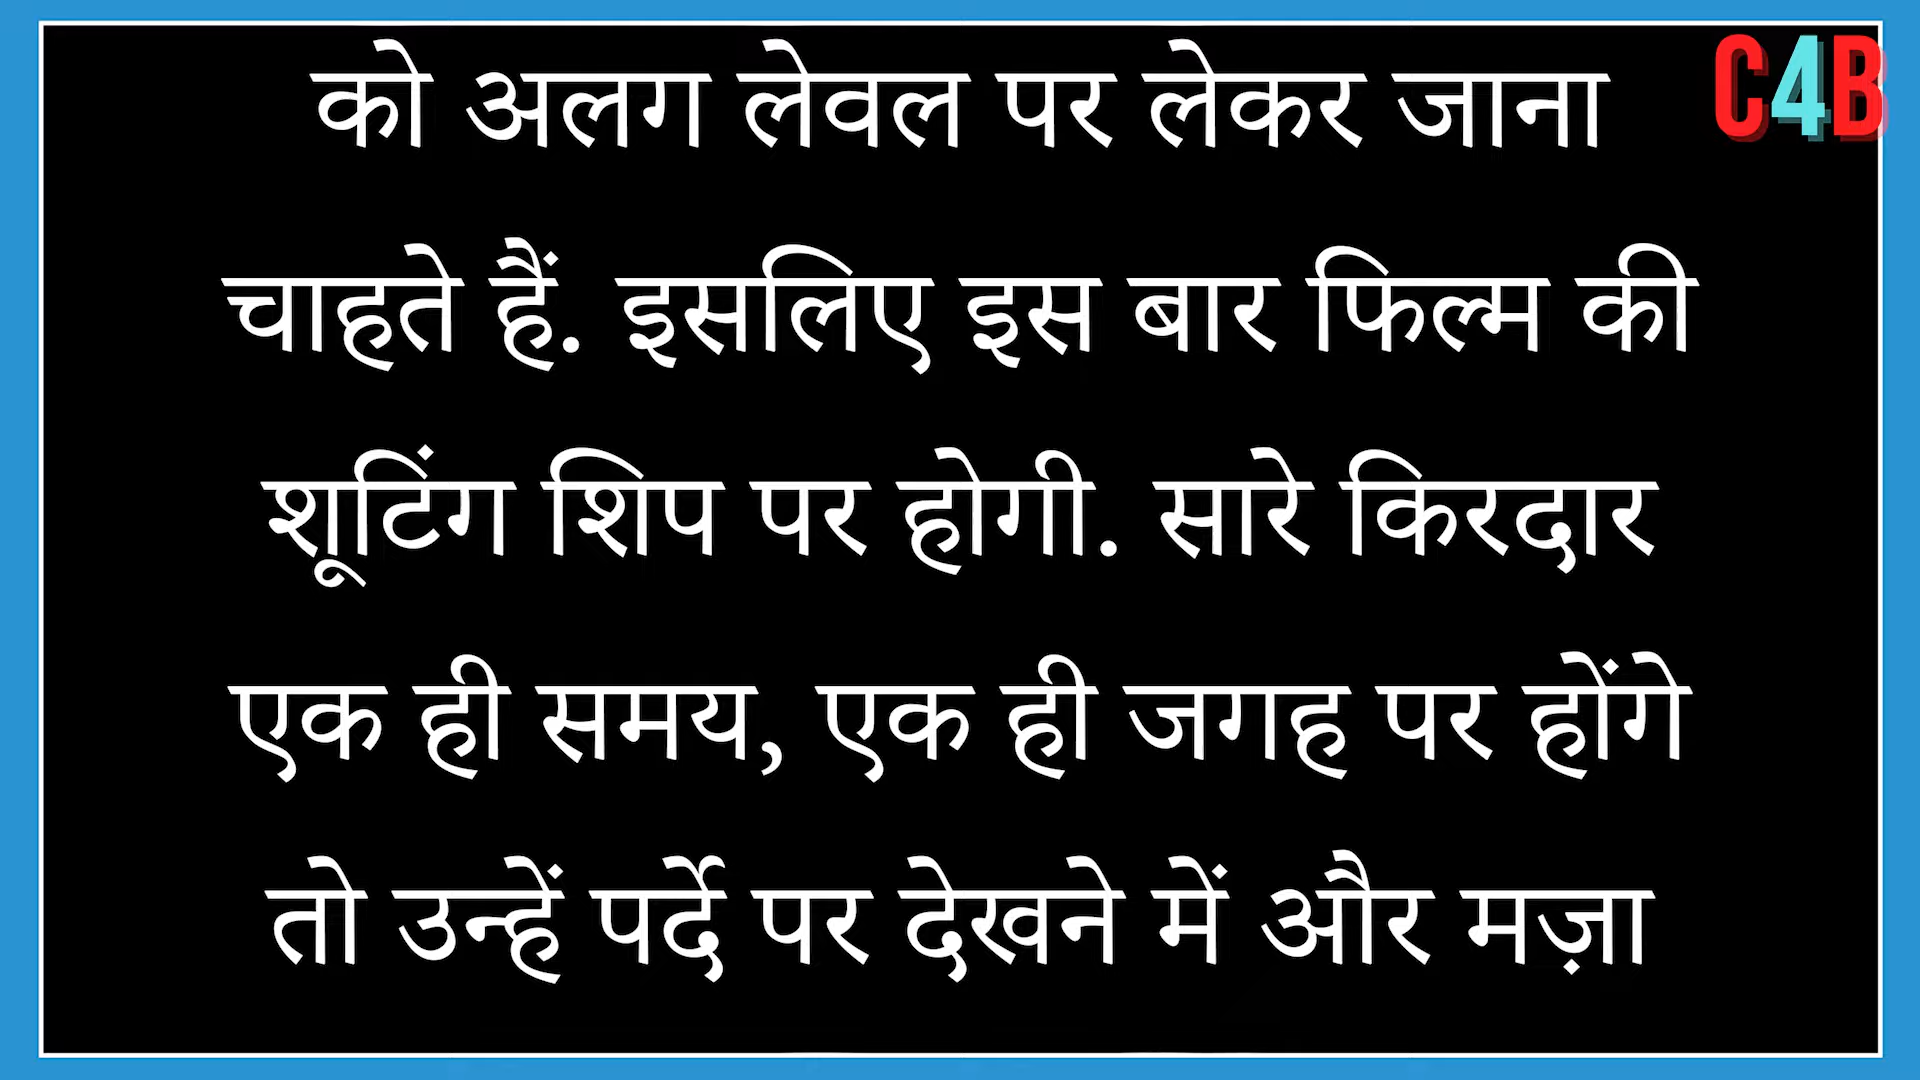 C4B
को अलग लेवल पर लेकर जाना
चाहते हैं. इसलिए इस बार फिल्म की
शूटिंग शिप पर होगी. सारे किरदार
एक ही समय, एक ही जगह पर होंगे
तो उन्हें पर्दे पर देखने में और मज़ा